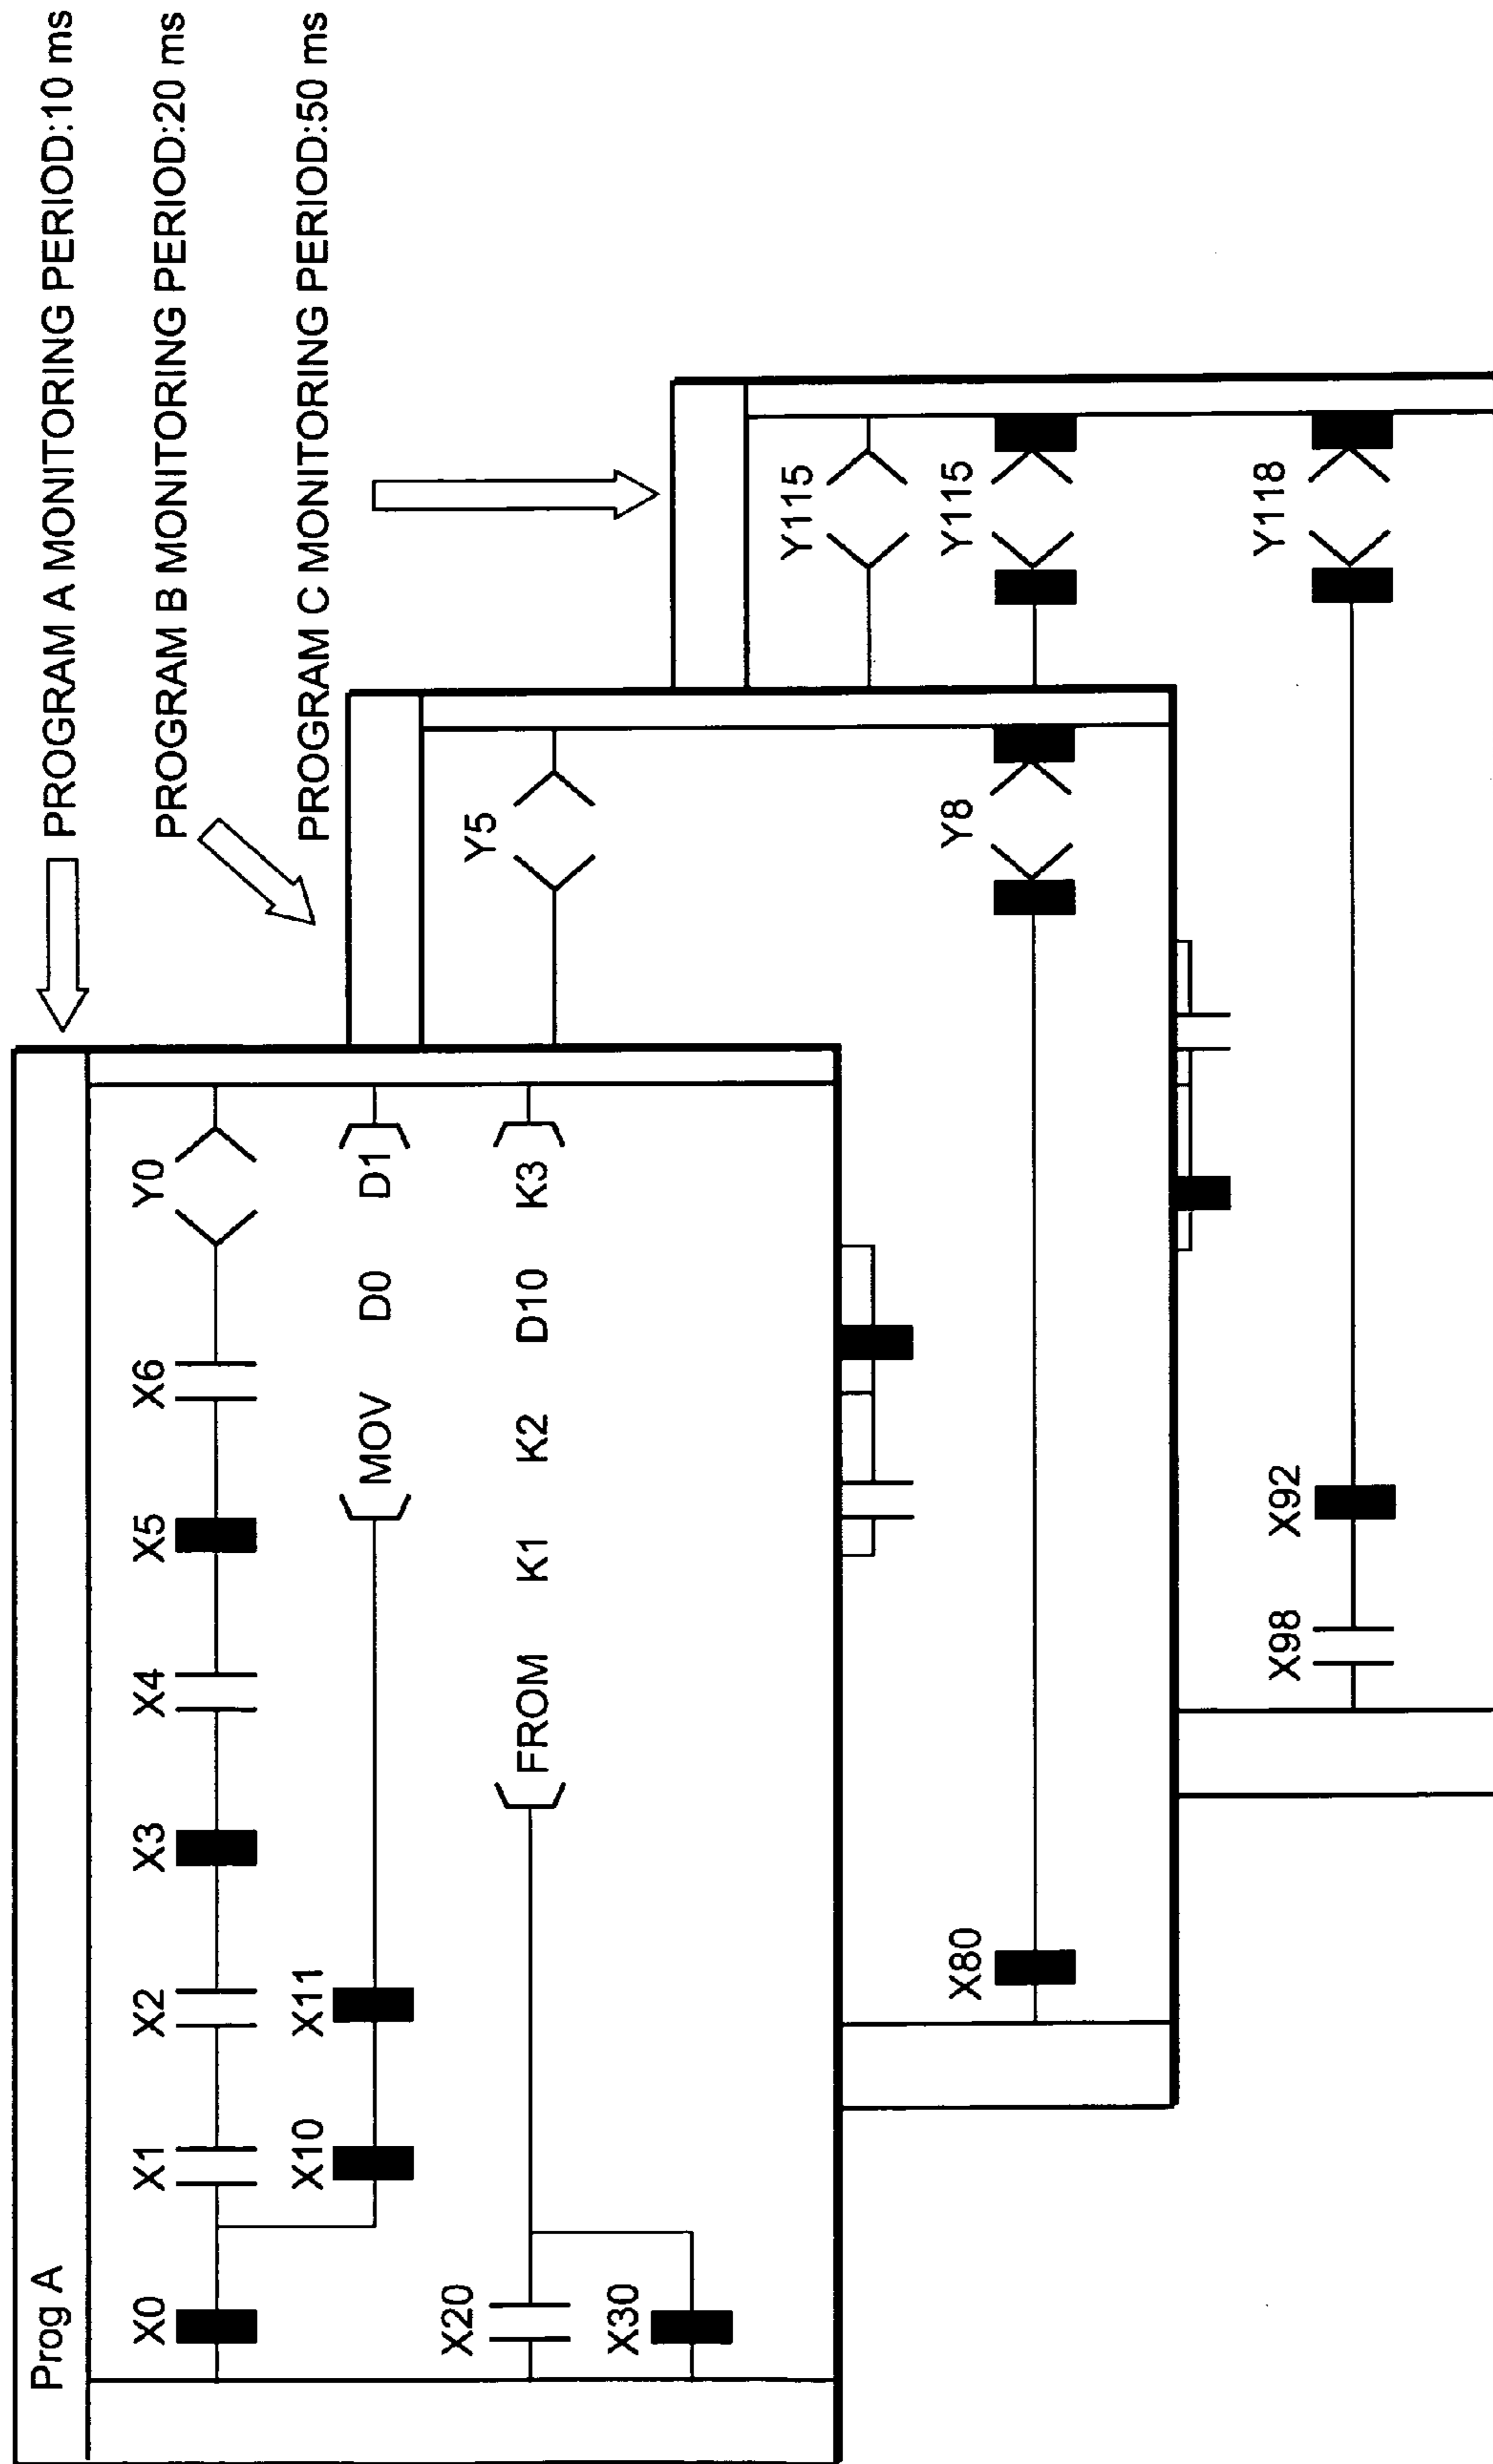 PROGRAM A MONITORING PERIOD:10 ms
PROGRAM B MONITORING PERIOD:20 ms
PROGRAM C MONITORING PERIOD:50 ms
Prog A
X0 X1 X2 X3 X4 X5 X6 Y0
X10 X11 MOV D0 D1
X20 FROM K1 K2 D10 K3
X30
Y5
X80 Y8
Y115
Y115
X98 X92 Y118